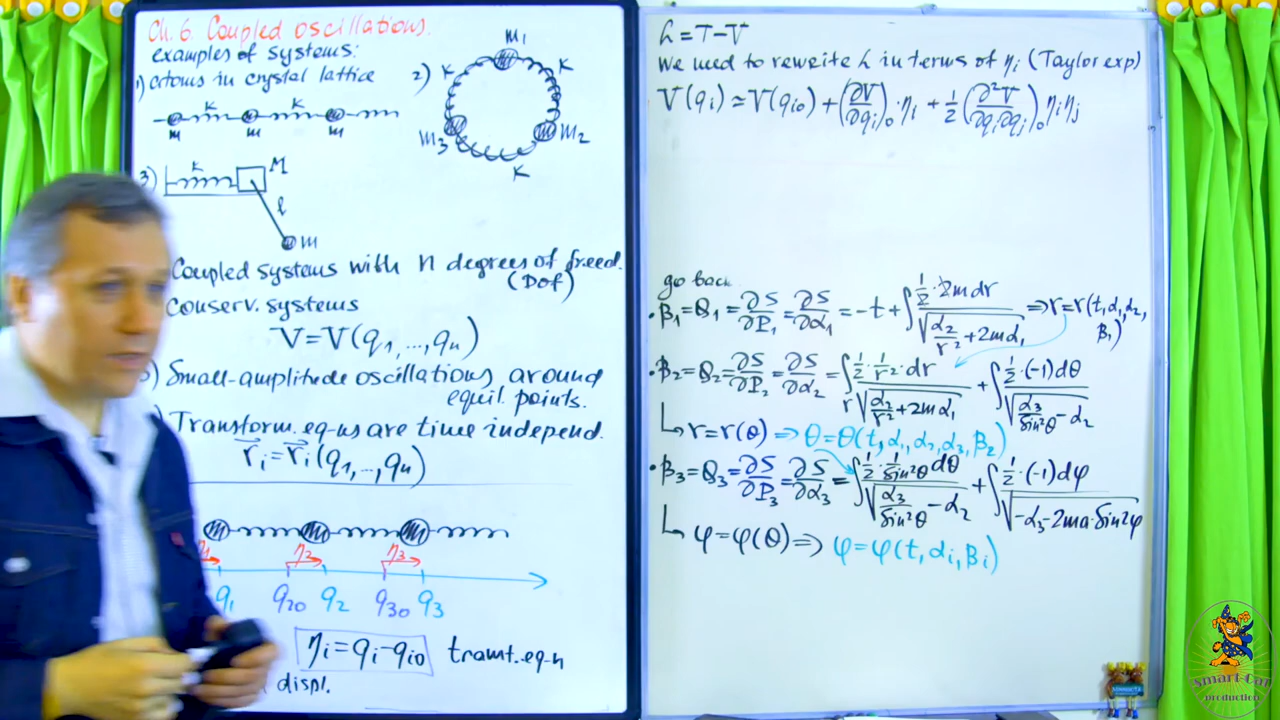 Ch. 6. Coupled oscillations.
examples of systems:
1) atoms in crystal lattice
k k
m m m
2)
m₁
k k
m₃ m₂
k
3)
k M
l
m
Coupled systems with n degrees of freed.
(Dof)
Conserv. systems
V=V(q₁,...,qₙ)
Small-amplitude oscillations around
equil. points.
Transform. eq-ns are time independ.
r⃗ᵢ=r⃗ᵢ(q₁,..,qₙ)
η₁ η₂ η₃
q₁ q₂₀ q₂ q₃₀ q₃
ηᵢ=qᵢ-qᵢ₀ transf. eq-n
displ.
L=T-V
we need to rewrite L in terms of ηᵢ (Taylor exp)
V(qᵢ)≃V(qᵢ₀)+(∂V/∂qᵢ)₀·ηᵢ+1/2(∂²V/∂qᵢ∂qⱼ)₀ηᵢηⱼ
go back
•β₁=Q₁=∂S/∂P₁=∂S/∂α₁=-t+∫(1/2·2mdr)/√(α₂/r²+2mα₁)⇒r=r(t,α₁,α₂,
β₁)
•β₂=Q₂=∂S/∂P₂=∂S/∂α₂=∫(1/2·1/r²·dr)/√(α₂/r²+2mα₁)+∫(1/2·(-1)dθ)/√(α₃/sin²θ-α₂)
r
↳r=r(θ)⇒θ=θ(t,α₁,α₂,α₃,β₂)
•β₃=Q₃=∂S/∂P₃=∂S/∂α₃=∫(1/2·1/sin²θ dθ)/√(α₃/sin²θ-α₂)+∫(1/2·(-1)dφ)/√(-α₃-2ma·sin²φ)
↳φ=φ(θ)⇒φ=φ(t,αᵢ,βᵢ)
Smart Cat
production